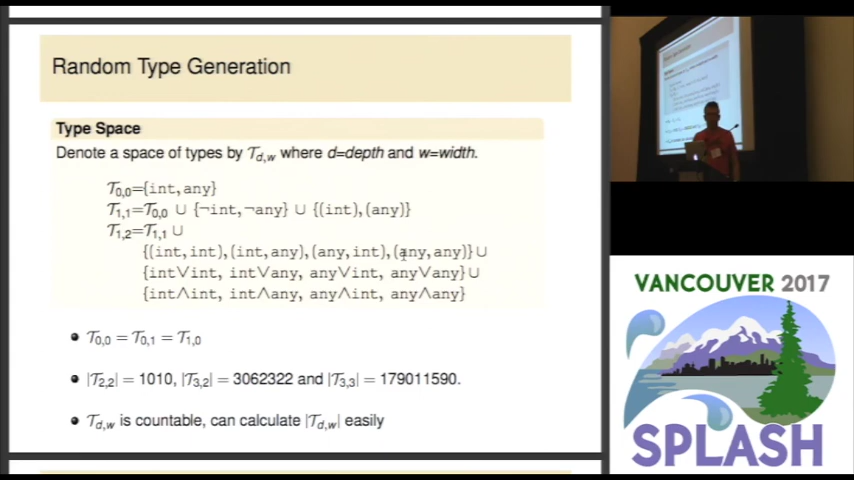 Random Type Generation
Type Space
Denote a space of types by 𝒯d,w where d=depth and w=width.
𝒯0,0={int, any}
𝒯1,1=𝒯0,0 ∪ {¬int,¬any} ∪ {(int),(any)}
𝒯1,2=𝒯1,1 ∪
{(int,int),(int,any),(any,int),(any,any)}∪
{int∨int, int∨any, any∨int, any∨any}∪
{int∧int, int∧any, any∧int, any∧any}
• 𝒯0,0 = 𝒯0,1 = 𝒯1,0
• |𝒯2,2| = 1010, |𝒯3,2| = 3062322 and |𝒯3,3| = 179011590.
• 𝒯d,w is countable, can calculate |𝒯d,w| easily
VANCOUVER 2017
SPLASH